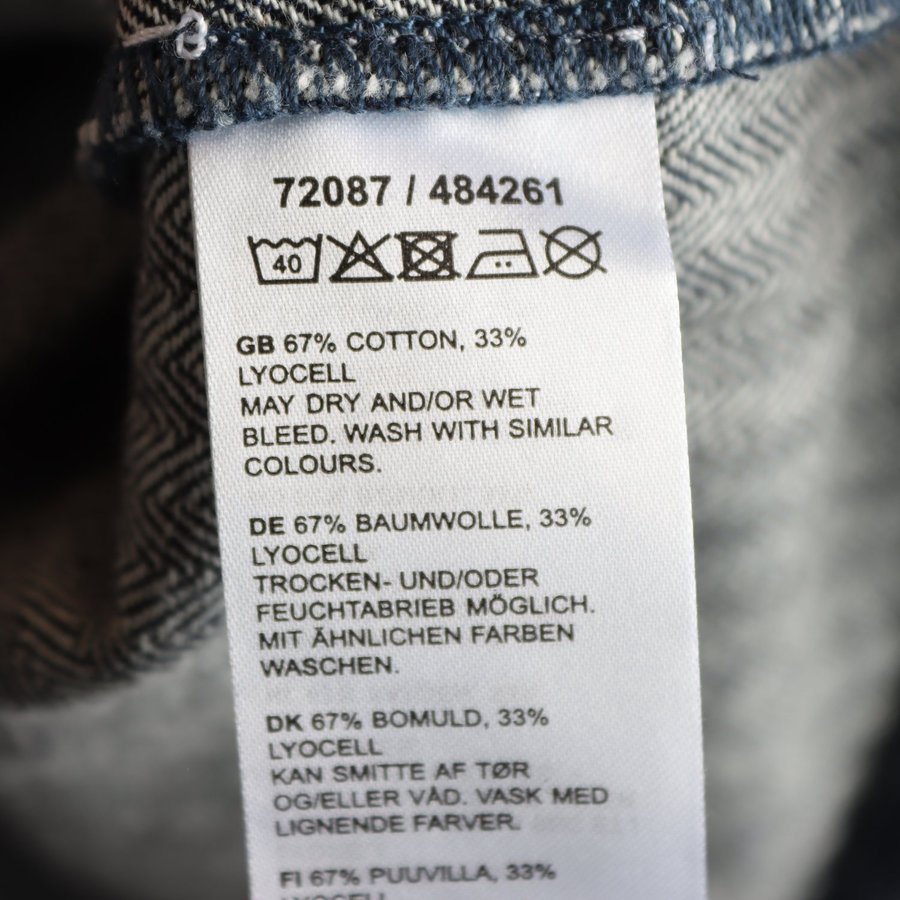 72087 / 484261
40
GB 67% COTTON, 33%
LYOCELL
MAY DRY AND/OR WET
BLEED. WASH WITH SIMILAR
COLOURS.
DE 67% BAUMWOLLE, 33%
LYOCELL
TROCKEN- UND/ODER
FEUCHTABRIEB MÖGLICH.
MIT ÄHNLICHEN FARBEN
WASCHEN.
DK 67% BOMULD, 33%
LYOCELL
KAN SMITTE AF TØR
OG/ELLER VÅD. VASK MED
LIGNENDE FARVER.
FI 67% PUUVILLA, 33%
LYOCELL